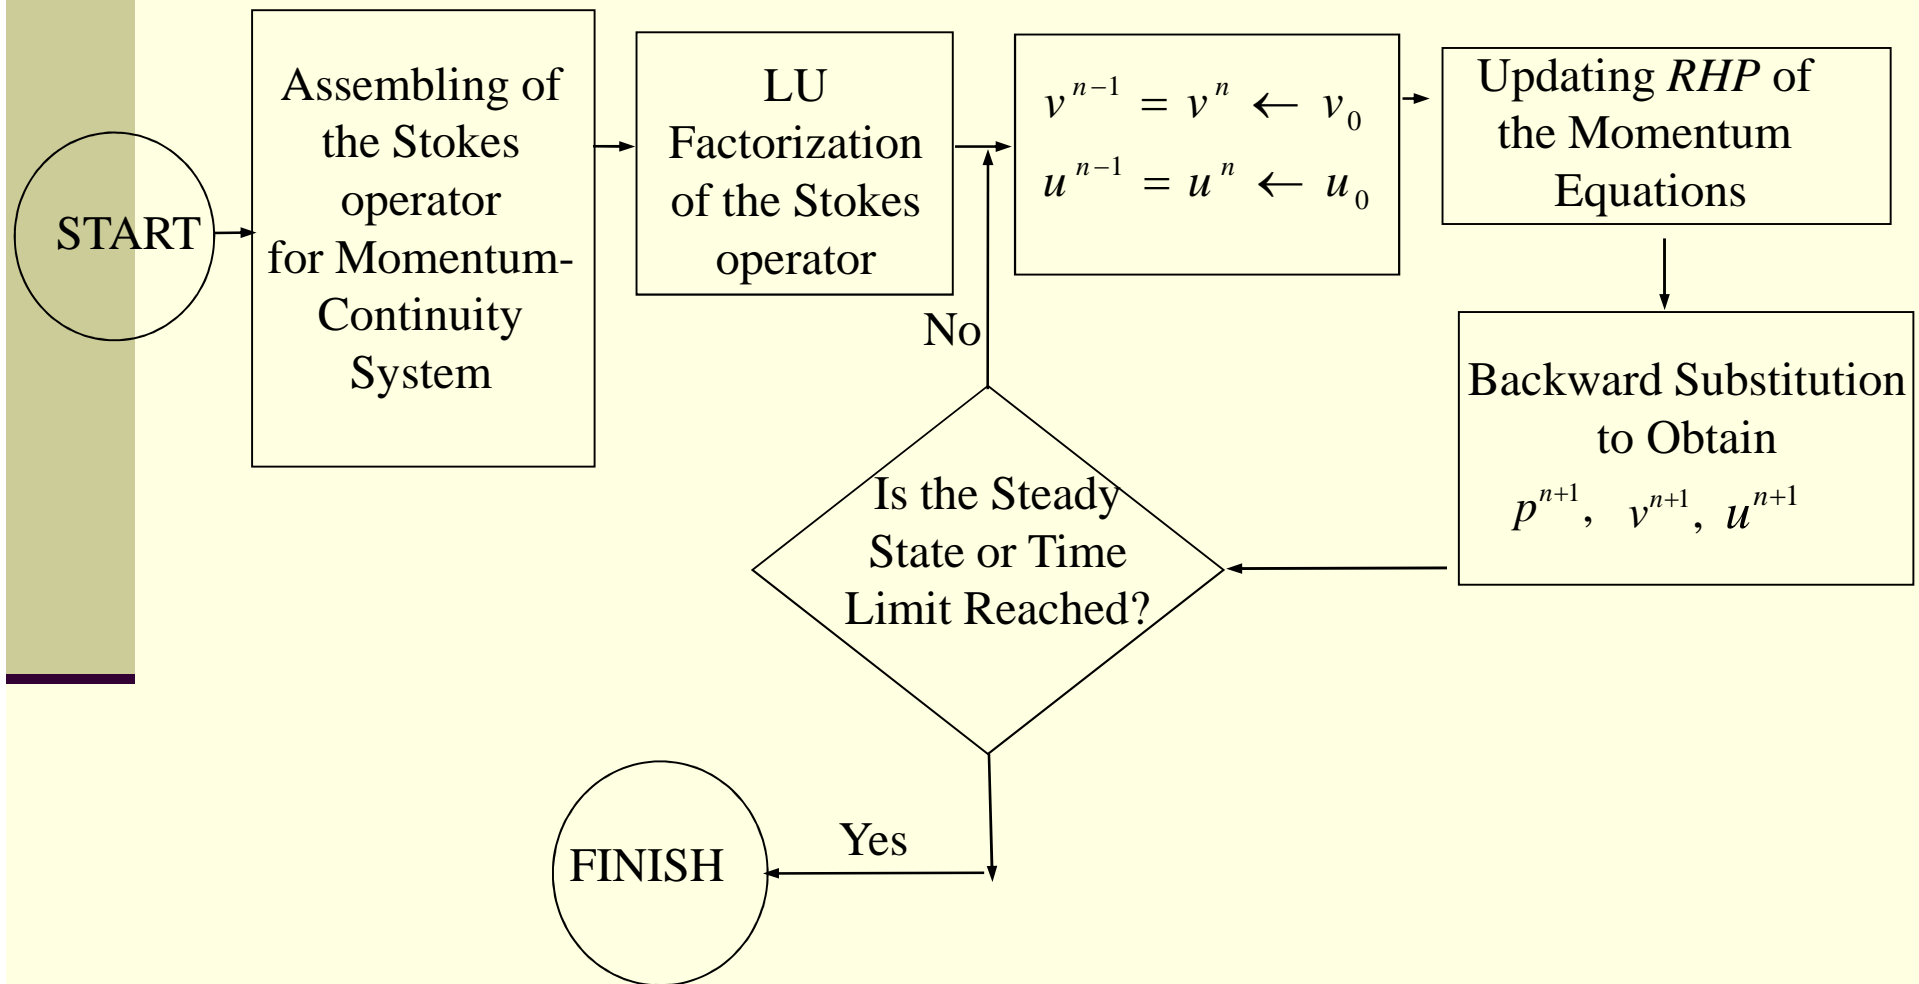 START
Assembling of
the Stokes
operator
for Momentum-
Continuity
System
LU
Factorization
of the Stokes
operator
v^{n-1} = v^n ← v_0
u^{n-1} = u^n ← u_0
Updating RHP of
the Momentum
Equations
Backward Substitution
to Obtain
p^{n+1}, v^{n+1}, u^{n+1}
Is the Steady
State or Time
Limit Reached?
No
Yes
FINISH